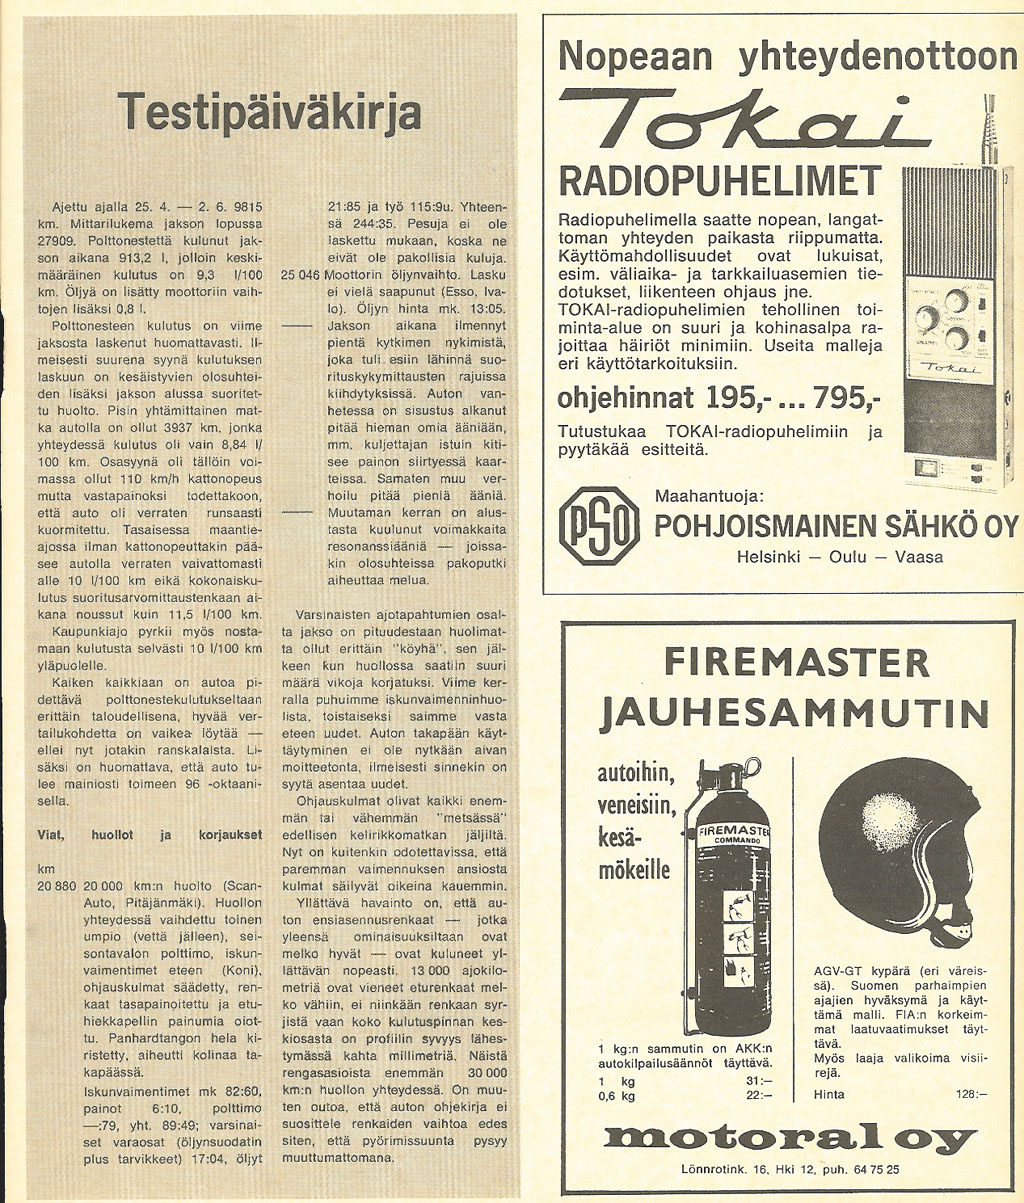 Testipäiväkirja
Ajettu ajalla 25. 4. — 2. 6. 9815
km. Mittarilukema jakson lopussa
27909. Polttonestettä kulunut jak-
son aikana 913,2 l, jolloin keski-
määräinen kulutus on 9,3 l/100
km. Öljyä on lisätty moottoriin vaih-
tojen lisäksi 0,8 l.
Polttonesteen kulutus on viime
jaksosta laskenut huomattavasti. Il-
meisesti suurena syynä kulutuksen
laskuun on kesäistyvien olosuhtei-
den lisäksi jakson alussa suoritet-
tu huolto. Pisin yhtämittainen mat-
ka autolla on ollut 3937 km, jonka
yhteydessä kulutus oli vain 8,84 l/
100 km. Osasyynä oli tällöin voi-
massa ollut 110 km/h kattonopeus
mutta vastapainoksi todettakoon,
että auto oli verraten runsaasti
kuormitettu. Tasaisessa maantie-
ajossa ilman kattonopeuttakin pää-
see autolla verraten vaivattomasti
alle 10 l/100 km eikä kokonaisku-
lutus suoritusarvomittaustenkaan ai-
kana noussut kuin 11,5 l/100 km.
Kaupunkiajo pyrkii myös nosta-
maan kulutusta selvästi 10 l/100 km
yläpuolelle.
Kaiken kaikkiaan on autoa pi-
dettävä polttonestekulutukseltaan
erittäin taloudellisena, hyvää ver-
tailukohdetta on vaikea löytää —
ellei nyt jotakin ranskalaista. Li-
säksi on huomattava, että auto tu-
lee mainiosti toimeen 96 -oktaani-
sella.
Viat, huollot ja korjaukset
km
20 880 20 000 km:n huolto (Scan-
Auto, Pitäjänmäki). Huollon
yhteydessä vaihdettu toinen
umpio (vettä jälleen), sei-
sontavalon polttimo, iskun-
vaimentimet eteen (Koni),
ohjauskulmat säädetty, ren-
kaat tasapainoitettu ja etu-
hiekkapellin painumia oiot-
tu. Panhardtangon hela ki-
ristetty, aiheutti kolinaa ta-
kapäässä.
Iskunvaimentimet mk 82:60,
painot 6:10, polttimo
—:79, yht. 89:49; varsinai-
set varaosat (öljynsuodatin
plus tarvikkeet) 17:04, öljyt
21:85 ja työ 115:9u. Yhteen-
sä 244:35. Pesuja ei ole
laskettu mukaan, koska ne
eivät ole pakollisia kuluja.
25 046 Moottorin öljynvaihto. Lasku
ei vielä saapunut (Esso, Iva-
lo). Öljyn hinta mk. 13:05.
— Jakson aikana ilmennyt
pientä kytkimen nykimistä,
joka tuli esiin lähinnä suo-
rituskykymittausten rajuissa
kiihdytyksissä. Auton van-
hetessa on sisustus alkanut
pitää hieman omia ääniään,
mm. kuljettajan istuin kiti-
see painon siirtyessä kaar-
teissa. Samaten muu ver-
hoilu pitää pieniä ääniä.
— Muutaman kerran on alus-
tasta kuulunut voimakkaita
resonanssiääniä — joissa-
kin olosuhteissa pakoputki
aiheuttaa melua.
Varsinaisten ajotapahtumien osal-
ta jakso on pituudestaan huolimat-
ta ollut erittäin "köyhä", sen jäl-
keen kun huollossa saatiin suuri
määrä vikoja korjatuksi. Viime ker-
ralla puhuimme iskunvaimenninhuo-
lista, toistaiseksi saimme vasta
eteen uudet. Auton takapään käyt-
täytyminen ei ole nytkään aivan
moitteetonta, ilmeisesti sinnekin on
syytä asentaa uudet.
Ohjauskulmat olivat kaikki enem-
män tai vähemmän "metsässä"
edellisen kelirikkomatkan jäljiltä.
Nyt on kuitenkin odotettavissa, että
paremman vaimennuksen ansiosta
kulmat säilyvät oikeina kauemmin.
Yllättävä havainto on, että au-
ton ensiasennusrenkaat — jotka
yleensä ominaisuuksiltaan ovat
melko hyvät — ovat kuluneet yl-
lättävän nopeasti. 13 000 ajokilo-
metriä ovat vieneet eturenkaat mel-
ko vähiin, ei niinkään renkaan syr-
jistä vaan koko kulutuspinnan kes-
kiosasta on profiilin syvyys lähes-
tymässä kahta millimetriä. Näistä
rengasasioista enemmän 30 000
km:n huollon yhteydessä. On muu-
ten outoa, että auton ohjekirja ei
suosittele renkaiden vaihtoa edes
siten, että pyörimissuunta pysyy
muuttumattomana.
Nopeaan yhteydenottoon
Tokai
RADIOPUHELIMET
Radiopuhelimella saatte nopean, langat-
toman yhteyden paikasta riippumatta.
Käyttömahdollisuudet ovat lukuisat,
esim. väliaika- ja tarkkailuasemien tie-
dotukset, liikenteen ohjaus jne.
TOKAI-radiopuhelimien tehollinen toi-
minta-alue on suuri ja kohinasalpa ra-
joittaa häiriöt minimiin. Useita malleja
eri käyttötarkoituksiin.
ohjehinnat 195,- ... 795,-
Tutustukaa TOKAI-radiopuhelimiin ja
pyytäkää esitteitä.
Tokai
PSO
Maahantuoja:
POHJOISMAINEN SÄHKÖ OY
Helsinki — Oulu — Vaasa
FIREMASTER
JAUHESAMMUTIN
autoihin,
veneisiin,
kesä-
mökeille
FIREMASTE
COMMANDO
1 kg:n sammutin on AKK:n
autokilpailusäännöt täyttävä.
1 kg 31:—
0,6 kg 22:—
AGV-GT kypärä (eri väreis-
sä). Suomen parhaimpien
ajajien hyväksymä ja käyt-
tämä malli. FIA:n korkeim-
mat laatuvaatimukset täyt-
tävä.
Myös laaja valikoima visii-
rejä.
Hinta 128:—
motoral oy
Lönnrotink. 16, Hki 12, puh. 64 75 25